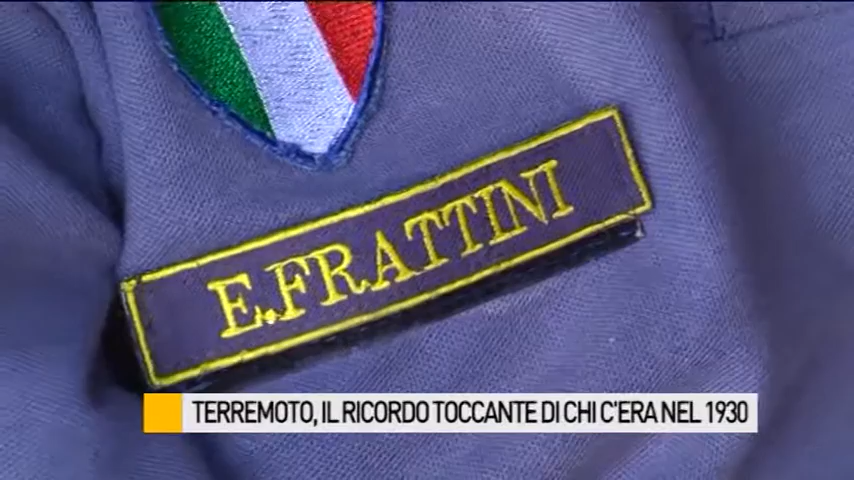 E.FRATTINI
TERREMOTO, IL RICORDO TOCCANTE DI CHI C'ERA NEL 1930